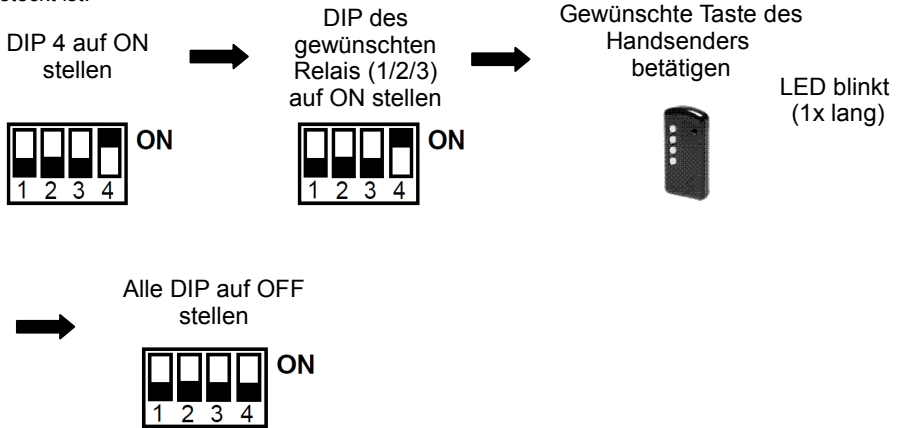 DIP 4 auf ON
stellen
ON
1 2 3 4
DIP des
gewünschten
Relais (1/2/3)
auf ON stellen
ON
1 2 3 4
Gewünschte Taste des
Handsenders
betätigen
LED blinkt
(1x lang)
Alle DIP auf OFF
stellen
ON
1 2 3 4